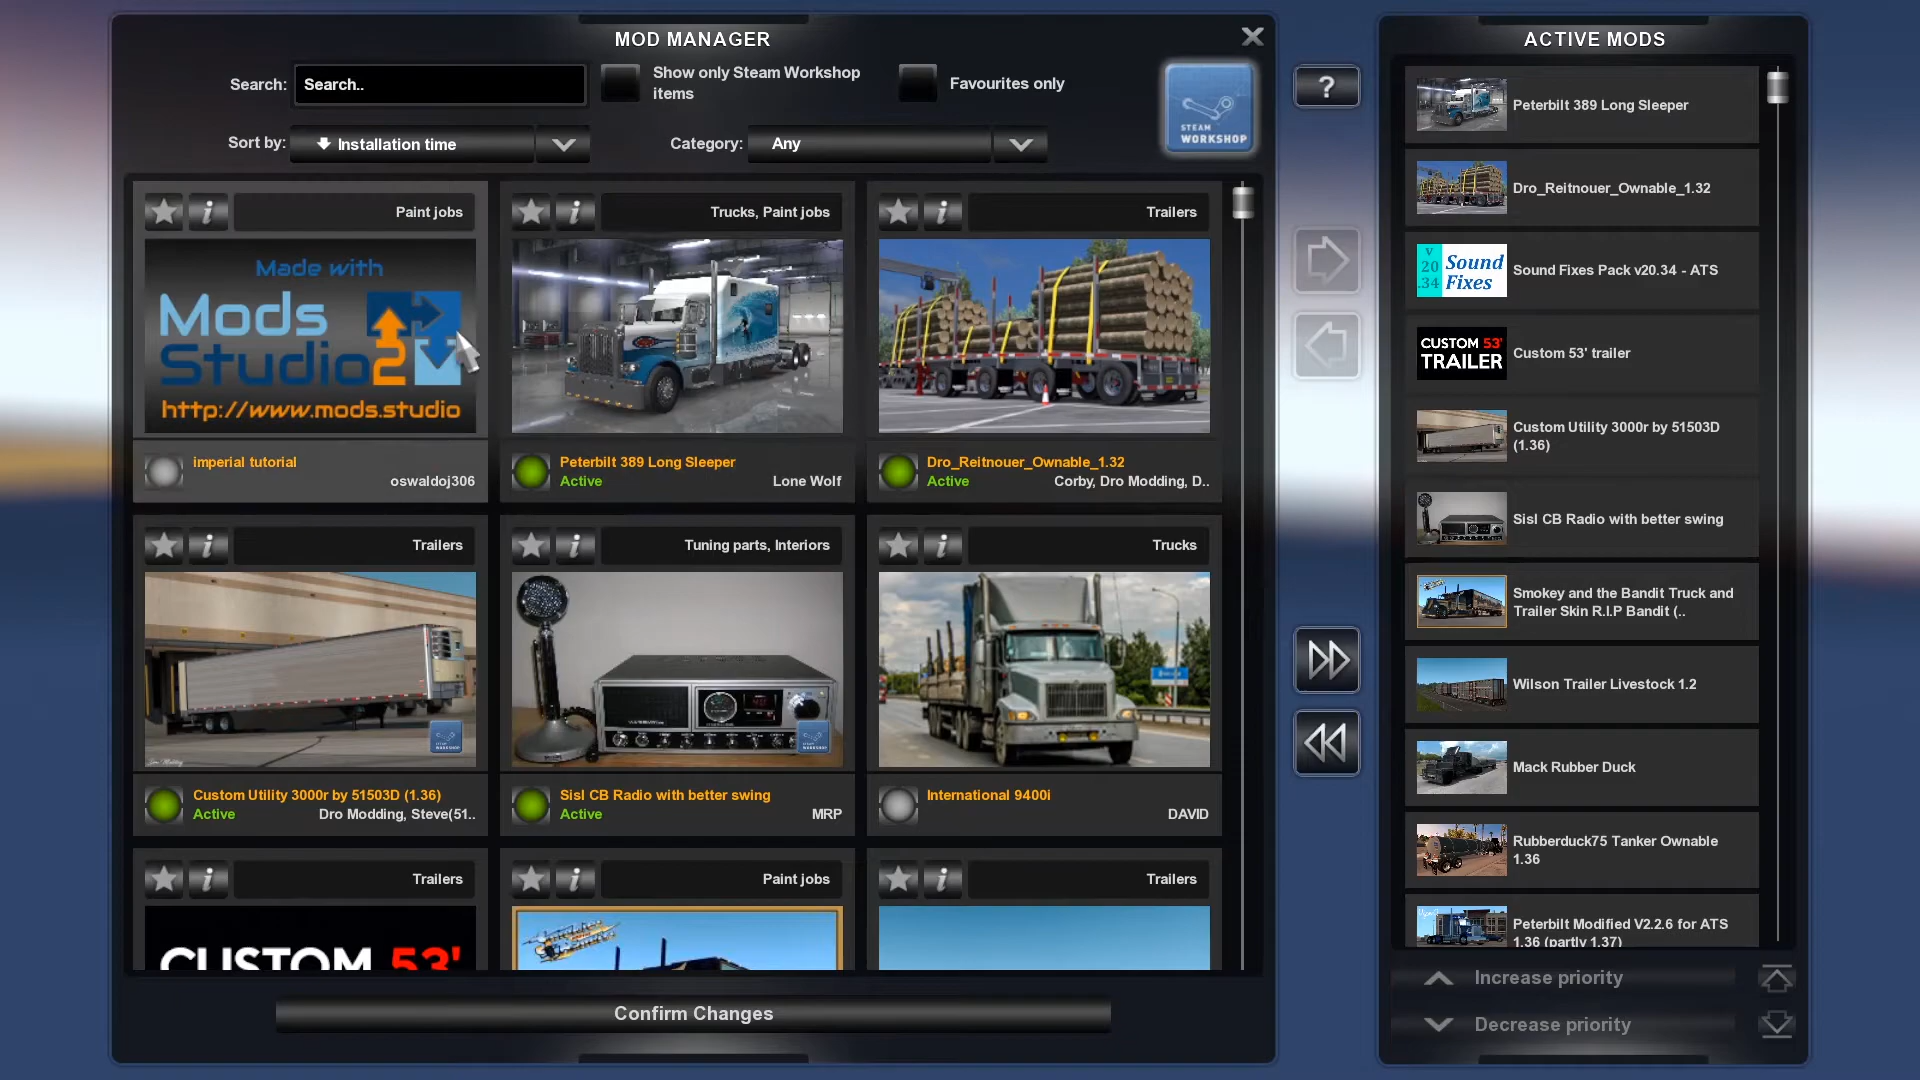 MOD MANAGER
Search:
Search..
Show only Steam Workshop
items
Favourites only
STEAM
WORKSHOP
Sort by:
Installation time
Category:
Any
?
i
Paint jobs
i
Trucks, Paint jobs
i
Trailers
Made with
Mods
Studio2
http://www.mods.studio
imperial tutorial
oswaldoj306
Peterbilt 389 Long Sleeper
Active
Lone Wolf
Dro_Reitnouer_Ownable_1.32
Active
Corby, Dro Modding, D..
i
Trailers
i
Tuning parts, Interiors
i
Trucks
STEAM
WORKSHOP
STEAM
WORKSHOP
Custom Utility 3000r by 51503D (1.36)
Active
Dro Modding, Steve(51..
Sisl CB Radio with better swing
Active
MRP
International 9400i
DAVID
i
Trailers
i
Paint jobs
i
Trailers
CUSTOM 53'
Confirm Changes
ACTIVE MODS
Peterbilt 389 Long Sleeper
Dro_Reitnouer_Ownable_1.32
V
20
.34
Sound
Fixes
Sound Fixes Pack v20.34 - ATS
CUSTOM 53'
TRAILER
Custom 53' trailer
Custom Utility 3000r by 51503D
(1.36)
Sisl CB Radio with better swing
Smokey and the Bandit Truck and
Trailer Skin R.I.P Bandit (..
Wilson Trailer Livestock 1.2
Mack Rubber Duck
Rubberduck75 Tanker Ownable
1.36
Peterbilt Modified V2.2.6 for ATS
1.36 (partly 1.37)
Increase priority
Decrease priority